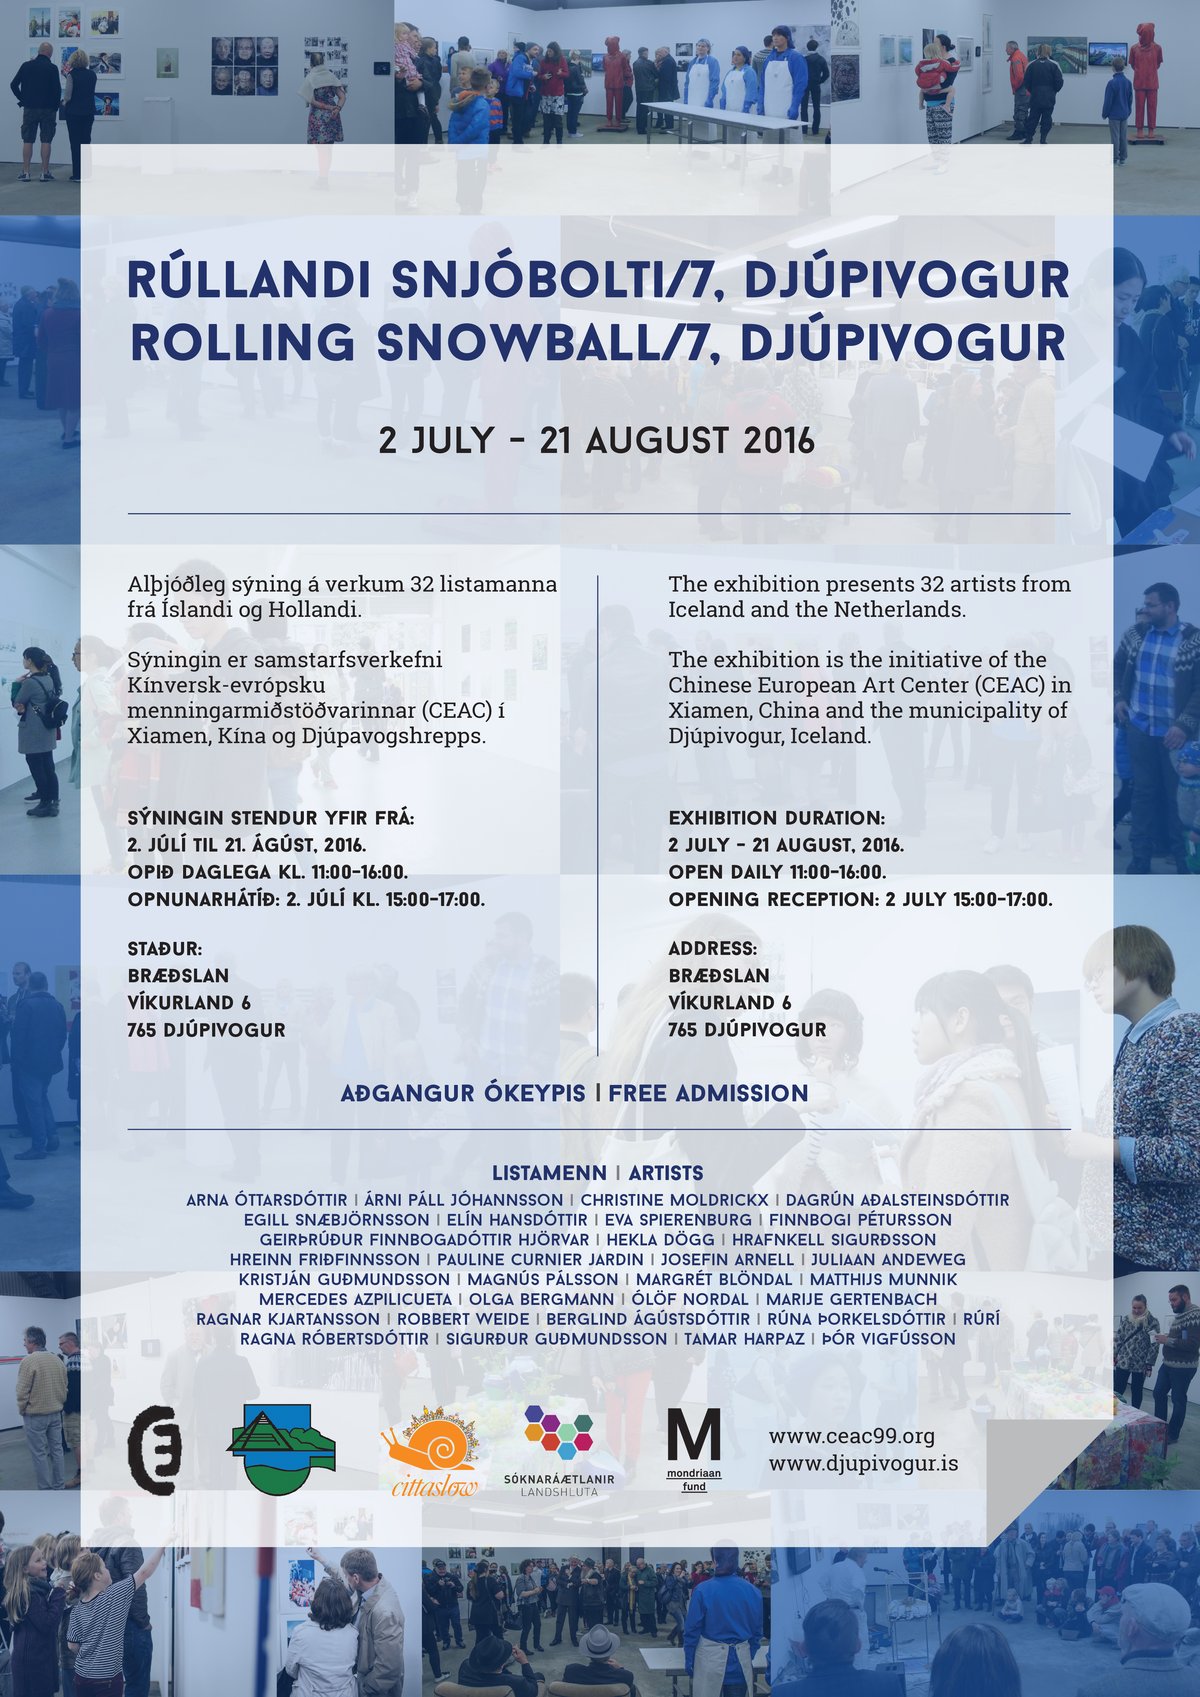 RÚLLANDI SNJÓBOLTI/7, DJÚPIVOGUR
ROLLING SNOWBALL/7, DJÚPIVOGUR
2 JULY - 21 AUGUST 2016
Alþjóðleg sýning á verkum 32 listamanna
frá Íslandi og Hollandi.
Sýningin er samstarfsverkefni
Kínversk-evrópsku
menningarmiðstöðvarinnar (CEAC) í
Xiamen, Kína og Djúpavogshrepps.
SÝNINGIN STENDUR YFIR FRÁ:
2. JÚLÍ TIL 21. ÁGÚST, 2016.
OPIÐ DAGLEGA KL. 11:00-16:00.
OPNUNARHÁTÍÐ: 2. JÚLÍ KL. 15:00-17:00.
STAÐUR:
BRÆÐSLAN
VÍKURLAND 6
765 DJÚPIVOGUR
The exhibition presents 32 artists from
Iceland and the Netherlands.
The exhibition is the initiative of the
Chinese European Art Center (CEAC) in
Xiamen, China and the municipality of
Djúpivogur, Iceland.
EXHIBITION DURATION:
2 JULY - 21 AUGUST, 2016.
OPEN DAILY 11:00-16:00.
OPENING RECEPTION: 2 JULY 15:00-17:00.
ADDRESS:
BRÆÐSLAN
VÍKURLAND 6
765 DJÚPIVOGUR
AÐGANGUR ÓKEYPIS | FREE ADMISSION
LISTAMENN | ARTISTS
ARNA ÓTTARSDÓTTIR | ÁRNI PÁLL JÓHANNSSON | CHRISTINE MOLDRICKX | DAGRÚN AÐALSTEINSDÓTTIR
EGILL SNÆBJÖRNSSON | ELÍN HANSDÓTTIR | EVA SPIERENBURG | FINNBOGI PÉTURSSON
GEIRÞRÚÐUR FINNBOGADÓTTIR HJÖRVAR | HEKLA DÖGG | HRAFNKELL SIGURÐSSON
HREINN FRIÐFINNSSON | PAULINE CURNIER JARDIN | JOSEFIN ARNELL | JULIAAN ANDEWEG
KRISTJÁN GUÐMUNDSSON | MAGNÚS PÁLSSON | MARGRÉT BLÖNDAL | MATTHIJS MUNNIK
MERCEDES AZPILICUETA | OLGA BERGMANN | ÓLÖF NORDAL | MARIJE GERTENBACH
RAGNAR KJARTANSSON | ROBBERT WEIDE | BERGLIND ÁGÚSTSDÓTTIR | RÚNA ÞORKELSDÓTTIR | RÚRÍ
RAGNA RÓBERTSDÓTTIR | SIGURÐUR GUÐMUNDSSON | TAMAR HARPAZ | ÞÓR VIGFÚSSON
cittaslow
SÓKNARÁÆTLANIR
LANDSHLUTA
M
mondriaan
fund
www.ceac99.org
www.djupivogur.is